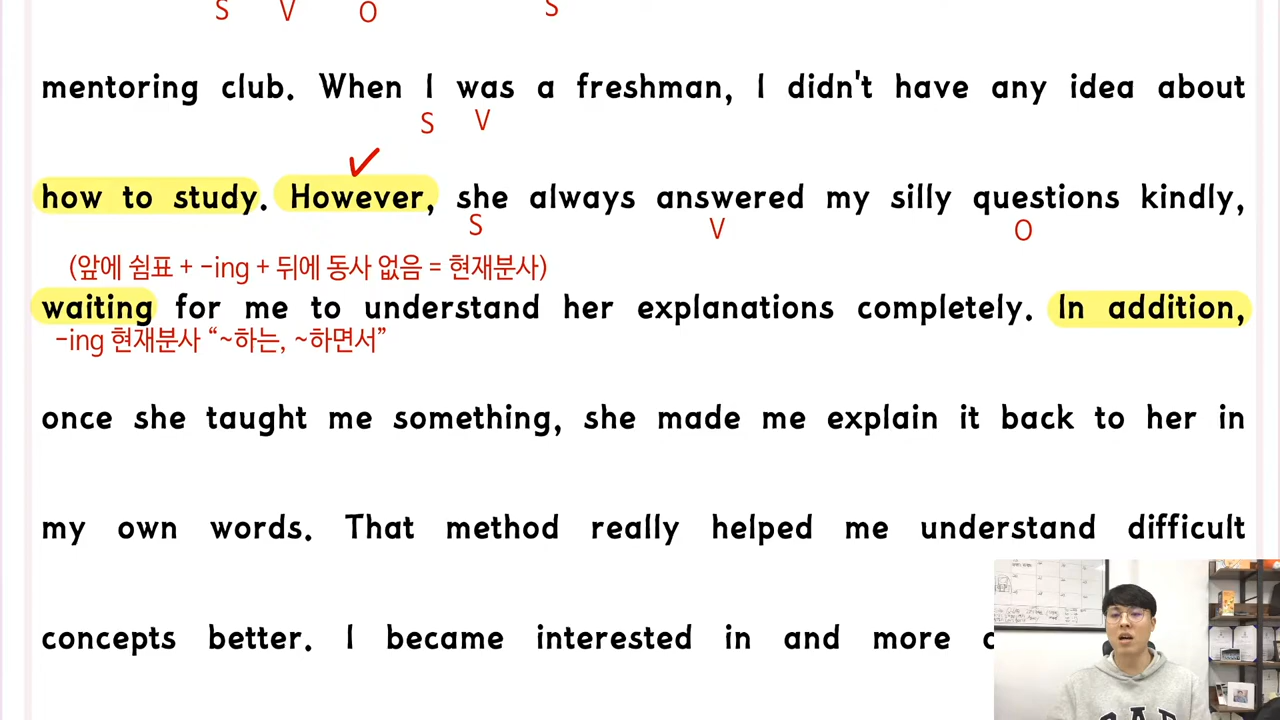 S V O S
mentoring club. When I was a freshman, I didn't have any idea about
S V
how to study. However, she always answered my silly questions kindly,
S V O
(앞에 쉼표 + -ing + 뒤에 동사 없음 = 현재분사)
waiting for me to understand her explanations completely. In addition,
-ing 현재분사 “~하는, ~하면서”
once she taught me something, she made me explain it back to her in
my own words. That method really helped me understand difficult
concepts better. I became interested in and more